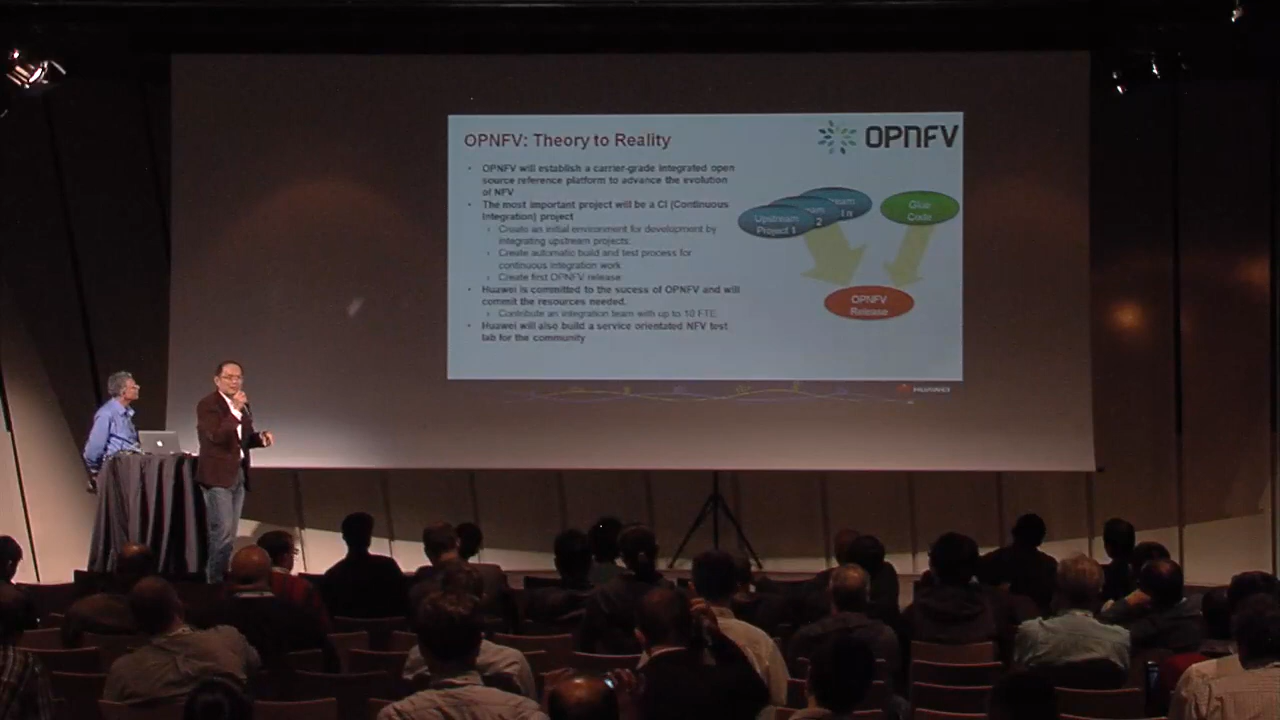 OPNFV: Theory to Reality
OPNFV
• OPNFV will establish a carrier-grade integrated open
source reference platform to advance the evolution
of NFV
• The most important project will be a CI (Continuous
Integration) project
Create an initial environment for development by
integrating upstream projects.
Create automatic build and test process for
continuous integration work
Create first OPNFV release
• Huawei is committed to the sucess of OPNFV and will
commit the resources needed.
Contribute an integration team with up to 10 FTE
• Huawei will also build a service orientated NFV test
lab for the community
Upstream
Project 1
2
Glue
Code
OPNFV
Release
HUAWEI